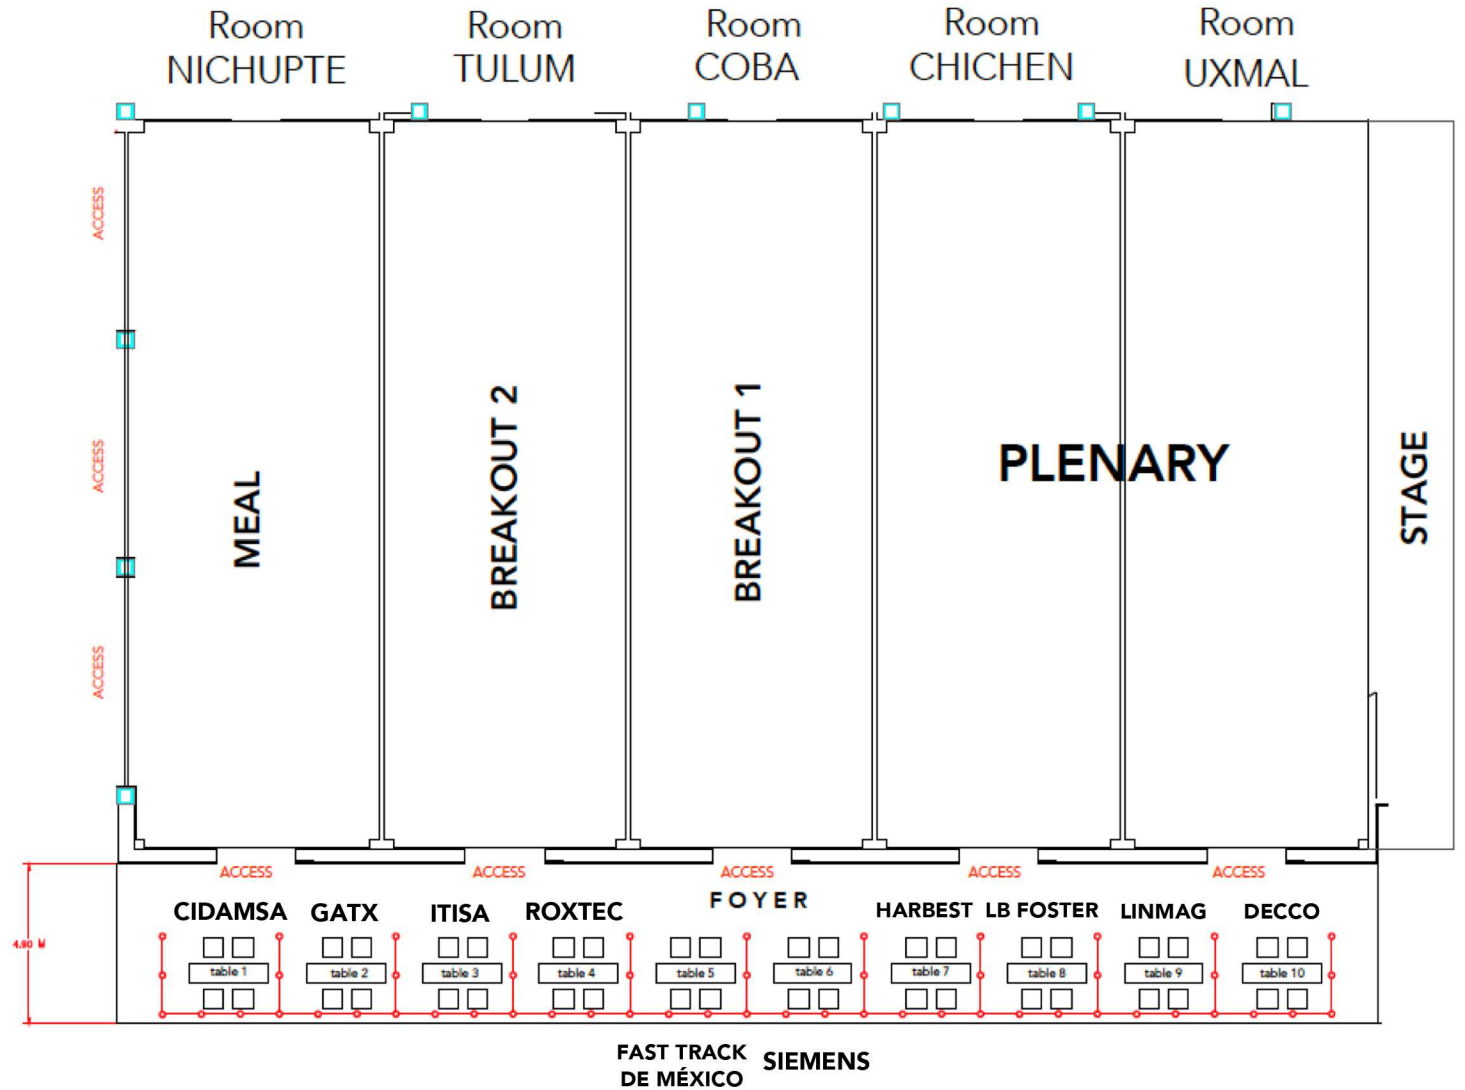 Room
NICHUPTE
Room
TULUM
Room
COBA
Room
CHICHEN
Room
UXMAL
ACCESS
ACCESS
ACCESS
MEAL
BREAKOUT 2
BREAKOUT 1
PLENARY
STAGE
ACCESS
ACCESS
ACCESS
ACCESS
ACCESS
FOYER
CIDAMSA
GATX
ITISA
ROXTEC
HARBEST
LB FOSTER
LINMAG
DECCO
4.90 M
table 1
table 2
table 3
table 4
table 5
table 6
table 7
table 8
table 9
table 10
FAST TRACK
DE MÉXICO
SIEMENS